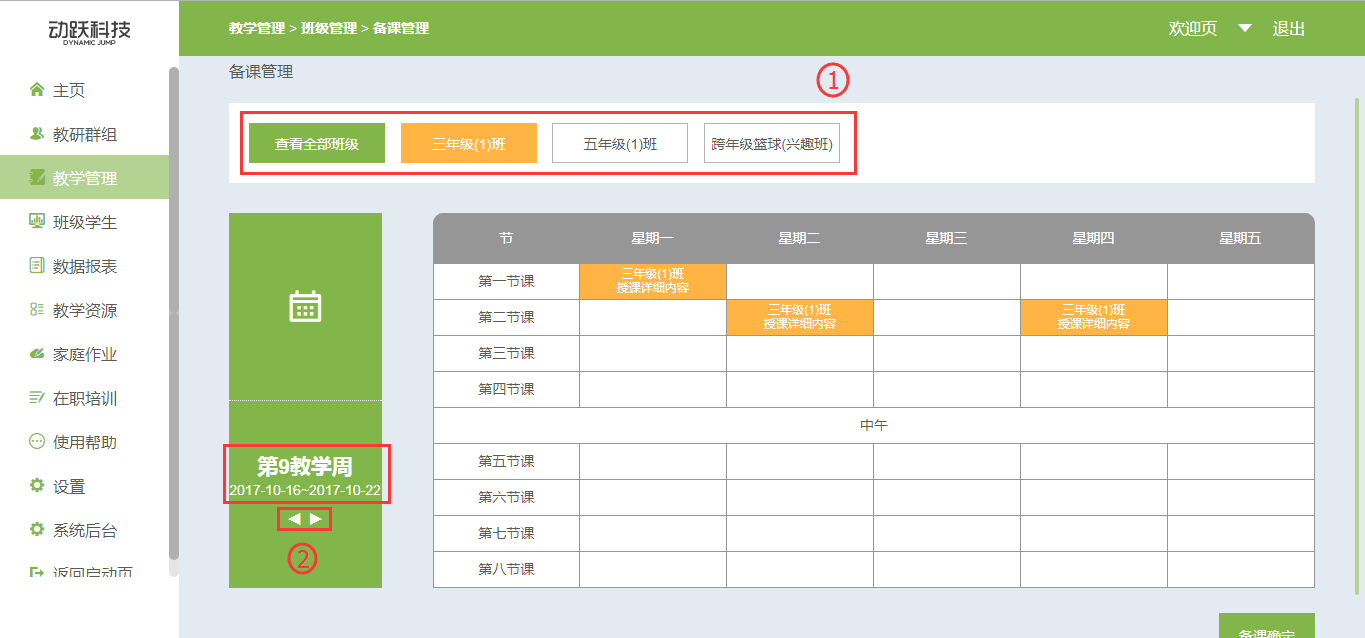 动跃科技
DYNAMIC JUMP
教学管理 > 班级管理 > 备课管理
欢迎页
退出
主页
教研群组
教学管理
班级学生
数据报表
教学资源
家庭作业
在职培训
使用帮助
设置
系统后台
返回启动页
备课管理
①
查看全部班级
三年级(1)班
五年级(1)班
跨年级篮球(兴趣班)
第9教学周
2017-10-16~2017-10-22
②
节 星期一 星期二 星期三 星期四 星期五
第一节课
三年级(1)班
授课详细内容
第二节课
三年级(1)班
授课详细内容
三年级(1)班
授课详细内容
第三节课
第四节课
中午
第五节课
第六节课
第七节课
第八节课
备课确定